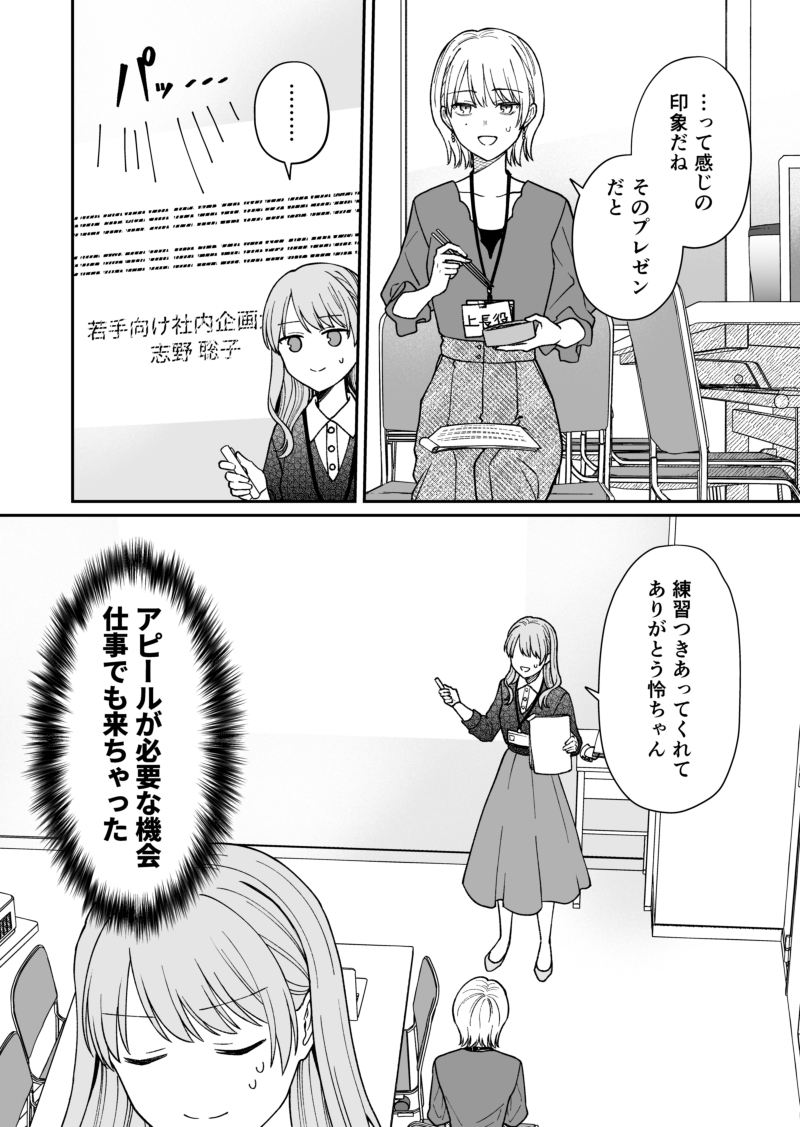 …って感じの
印象だね
そのプレゼン
だと
上長役
………
パッ…
若手向け社内企画
志野 聡子
練習つきあってくれて
ありがとう怜ちゃん
アピールが必要な機会
仕事でも来ちゃった